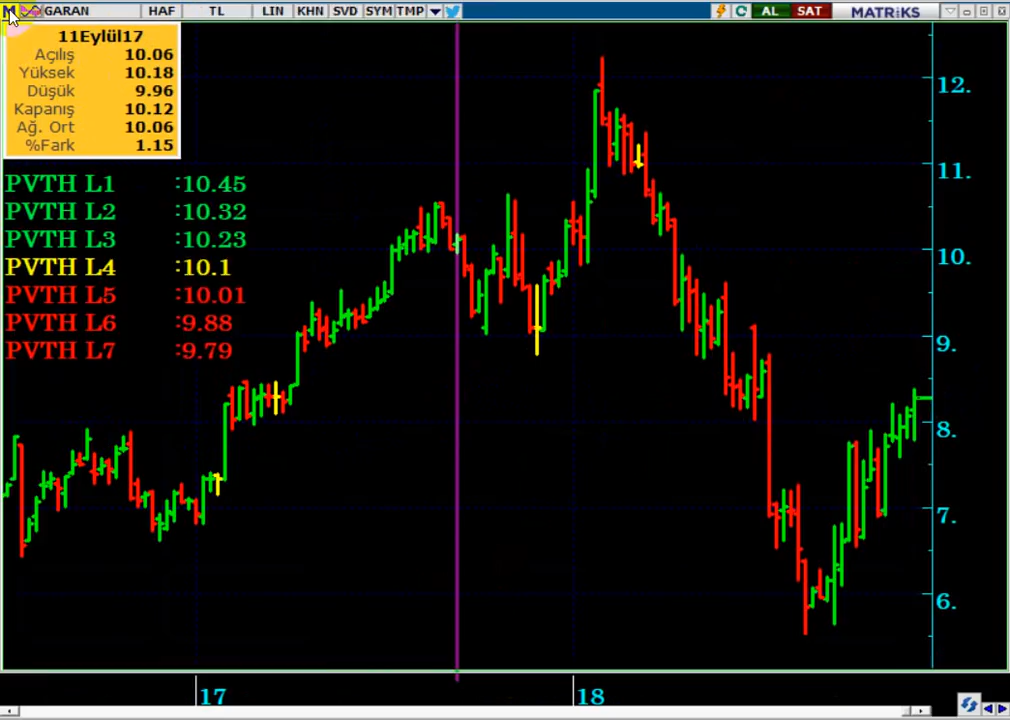 GARAN HAF TL LIN KHN SVD SYM TMP AL SAT MATRiKS
11Eylül17
Açılış 10.06
Yüksek 10.18
Düşük 9.96
Kapanış 10.12
Ağ. Ort 10.06
%Fark 1.15
PVTH L1 :10.45
PVTH L2 :10.32
PVTH L3 :10.23
PVTH L4 :10.1
PVTH L5 :10.01
PVTH L6 :9.88
PVTH L7 :9.79
12.
11.
10.
9.
8.
7.
6.
17 18